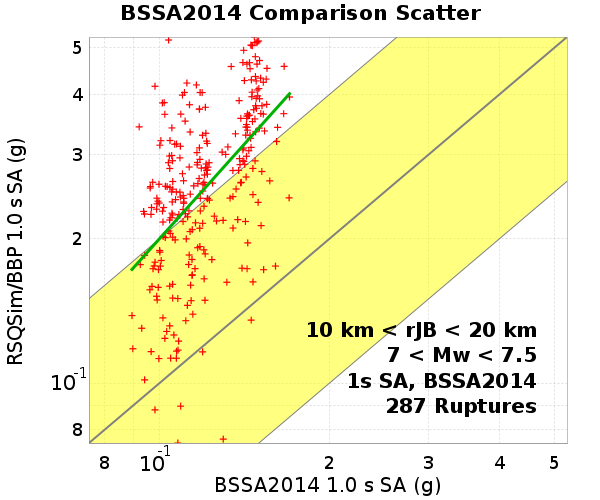 BSSA2014 Comparison Scatter
RSQSim/BBP 1.0 s SA (g)
5
4
3
2
10-1
8
10 km < rJB < 20 km
7 < Mw < 7.5
1s SA, BSSA2014
287 Ruptures
8 10-1 2 3 4 5
BSSA2014 1.0 s SA (g)